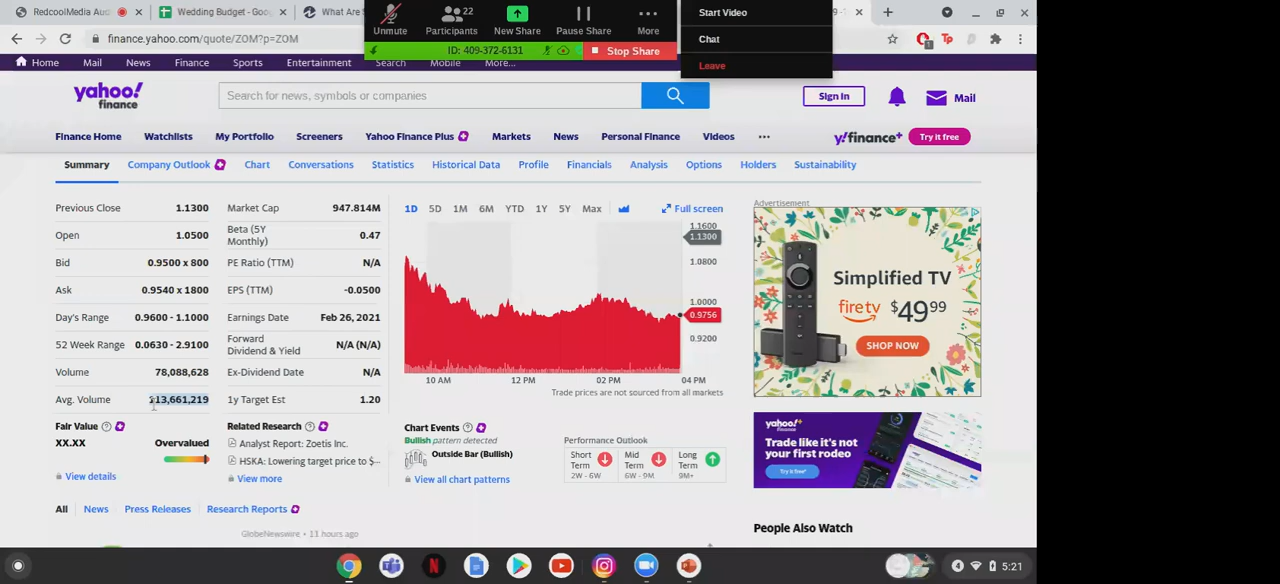 RedcoolMedia Aud
Wedding Budget - Goog
What Are
finance.yahoo.com/quote/ZOM?p=ZOM
Unmute
22
Participants
New Share
Pause Share
More
ID: 409-372-6131
Stop Share
Start Video
Chat
Leave
Home Mail News Finance Sports Entertainment Search Mobile More...
yahoo!
finance
Search for news, symbols or companies
Sign In
Mail
Finance Home Watchlists My Portfolio Screeners Yahoo Finance Plus Markets News Personal Finance Videos ...
y!finance+
Try it free
Summary Company Outlook Chart Conversations Statistics Historical Data Profile Financials Analysis Options Holders Sustainability
Previous Close 1.1300
Open 1.0500
Bid 0.9500 x 800
Ask 0.9540 x 1800
Day's Range 0.9600 - 1.1000
52 Week Range 0.0630 - 2.9100
Volume 78,088,628
Avg. Volume 13,661,219
Market Cap 947.814M
Beta (5Y
Monthly) 0.47
PE Ratio (TTM) N/A
EPS (TTM) -0.0500
Earnings Date Feb 26, 2021
Forward
Dividend & Yield N/A (N/A)
Ex-Dividend Date N/A
1y Target Est 1.20
1D 5D 1M 6M YTD 1Y 5Y Max
Full screen
1.1600
1.1300
1.0800
1.0000
0.9756
0.9200
10 AM 12 PM 02 PM 04 PM
Trade prices are not sourced from all markets
Advertisement
Simplified TV
fire tv $49 99
SHOP NOW
Fair Value
XX.XX Overvalued
View details
Related Research
Analyst Report: Zoetis Inc.
HSKA: Lowering target price to $...
View more
Chart Events
Bullish pattern detected
Outside Bar (Bullish)
View all chart patterns
Performance Outlook
Short
Term
2W - 6W
Mid
Term
6W - 9M
Long
Term
9M+
yahoo!
finance
Trade like it's not
your first rodeo
Try it free*
All News Press Releases Research Reports
People Also Watch
GlobeNewswire • 11 hours ago
4 5:21